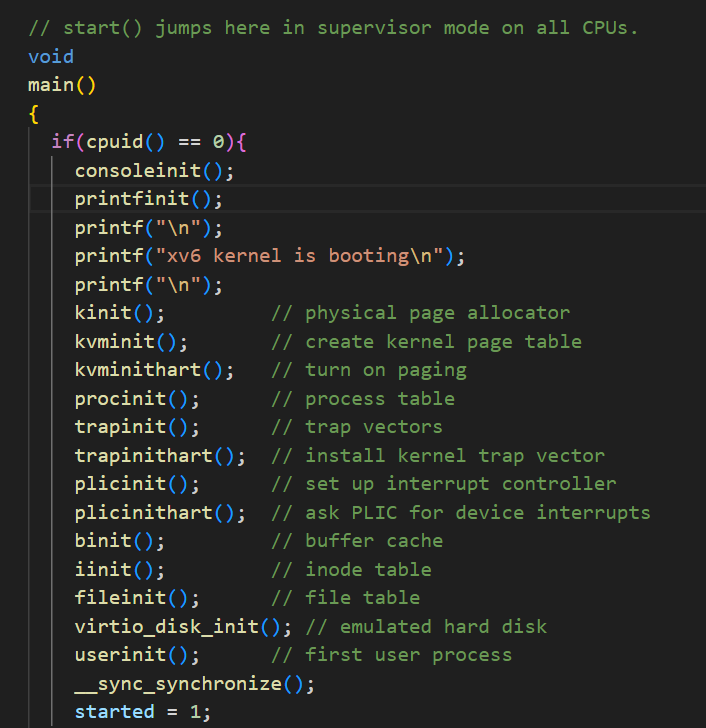 // start() jumps here in supervisor mode on all CPUs.
void
main()
{
  if(cpuid() == 0){
    consoleinit();
    printfinit();
    printf("\n");
    printf("xv6 kernel is booting\n");
    printf("\n");
    kinit();         // physical page allocator
    kvminit();       // create kernel page table
    kvminithart();   // turn on paging
    procinit();      // process table
    trapinit();      // trap vectors
    trapinithart();  // install kernel trap vector
    plicinit();      // set up interrupt controller
    plicinithart();  // ask PLIC for device interrupts
    binit();         // buffer cache
    iinit();         // inode table
    fileinit();      // file table
    virtio_disk_init(); // emulated hard disk
    userinit();      // first user process
    __sync_synchronize();
    started = 1;